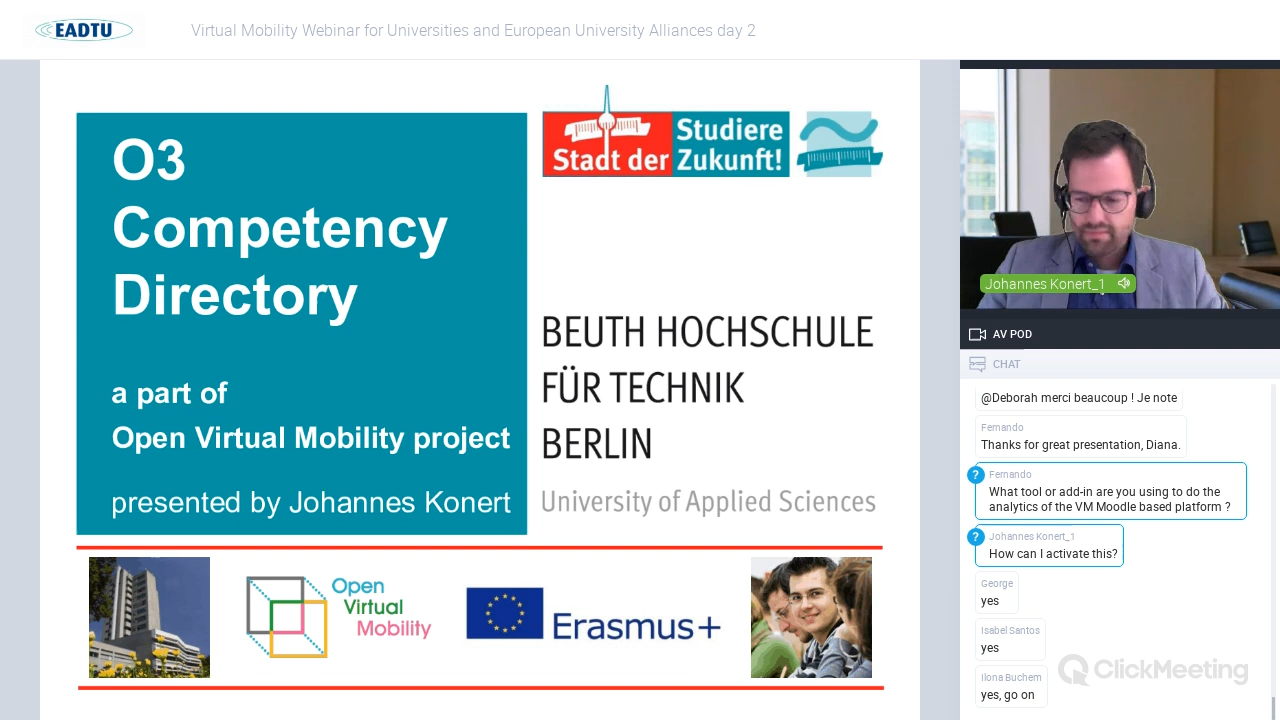 EADTU
Virtual Mobility Webinar for Universities and European University Alliances day 2
O3
Competency
Directory
a part of
Open Virtual Mobility project
presented by Johannes Konert
Studiere
Stadt der Zukunft!
BEUTH HOCHSCHULE
FÜR TECHNIK
BERLIN
University of Applied Sciences
Open
Virtual
Mobility
Erasmus+
Johannes Konert_1
AV POD
CHAT
@Deborah merci beaucoup ! Je note
Fernando
Thanks for great presentation, Diana.
?
Fernando
What tool or add-in are you using to do the
analytics of the VM Moodle based platform ?
?
Johannes Konert_1
How can I activate this?
George
yes
Isabel Santos
yes
Ilona Buchem
yes, go on
ClickMeeting